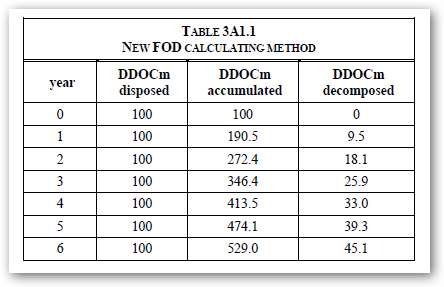 TABLE 3A1.1
NEW FOD CALCULATING METHOD
year DDOCm disposed DDOCm accumulated DDOCm decomposed
0 100 100 0
1 100 190.5 9.5
2 100 272.4 18.1
3 100 346.4 25.9
4 100 413.5 33.0
5 100 474.1 39.3
6 100 529.0 45.1